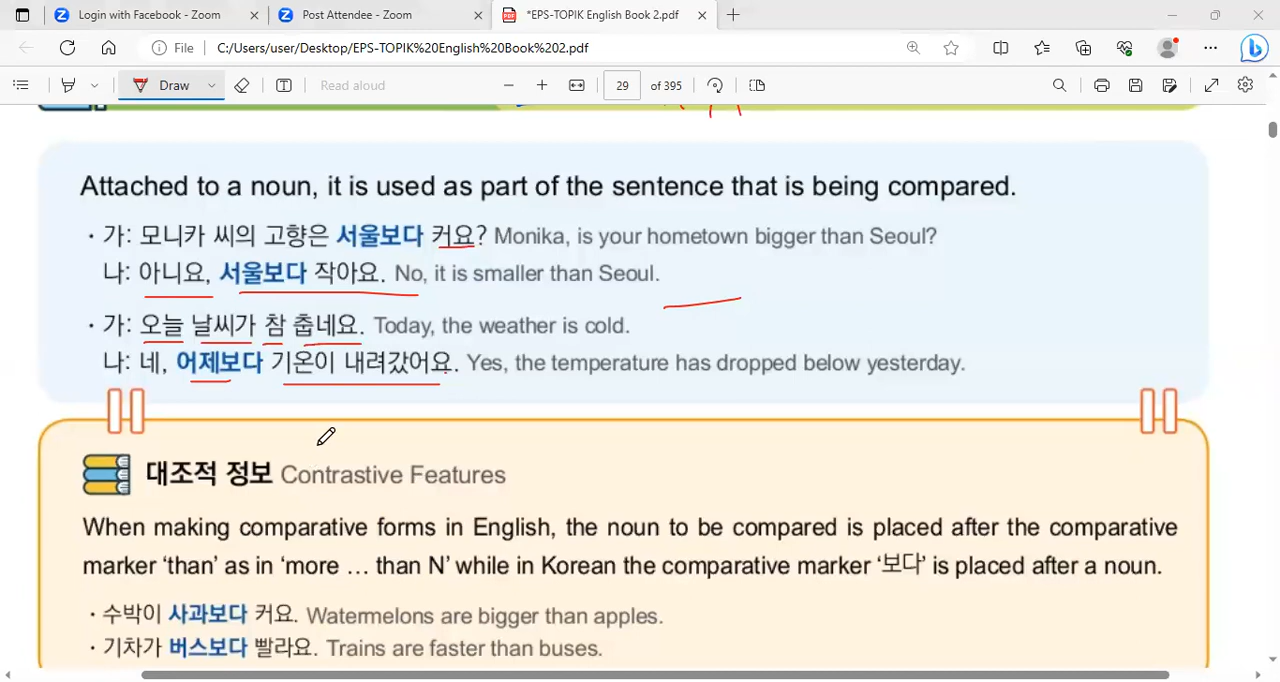 Login with Facebook - Zoom
Post Attendee - Zoom
*EPS-TOPIK English Book 2.pdf
File C:/Users/user/Desktop/EPS-TOPIK%20English%20Book%202.pdf
Draw Read aloud 29 of 395
Attached to a noun, it is used as part of the sentence that is being compared.
· 가: 모니카 씨의 고향은 서울보다 커요? Monika, is your hometown bigger than Seoul?
나: 아니요, 서울보다 작아요. No, it is smaller than Seoul.
· 가: 오늘 날씨가 참 춥네요. Today, the weather is cold.
나: 네, 어제보다 기온이 내려갔어요. Yes, the temperature has dropped below yesterday.
대조적 정보 Contrastive Features
When making comparative forms in English, the noun to be compared is placed after the comparative
marker ‘than’ as in ‘more … than N’ while in Korean the comparative marker ‘보다’ is placed after a noun.
· 수박이 사과보다 커요. Watermelons are bigger than apples.
· 기차가 버스보다 빨라요. Trains are faster than buses.